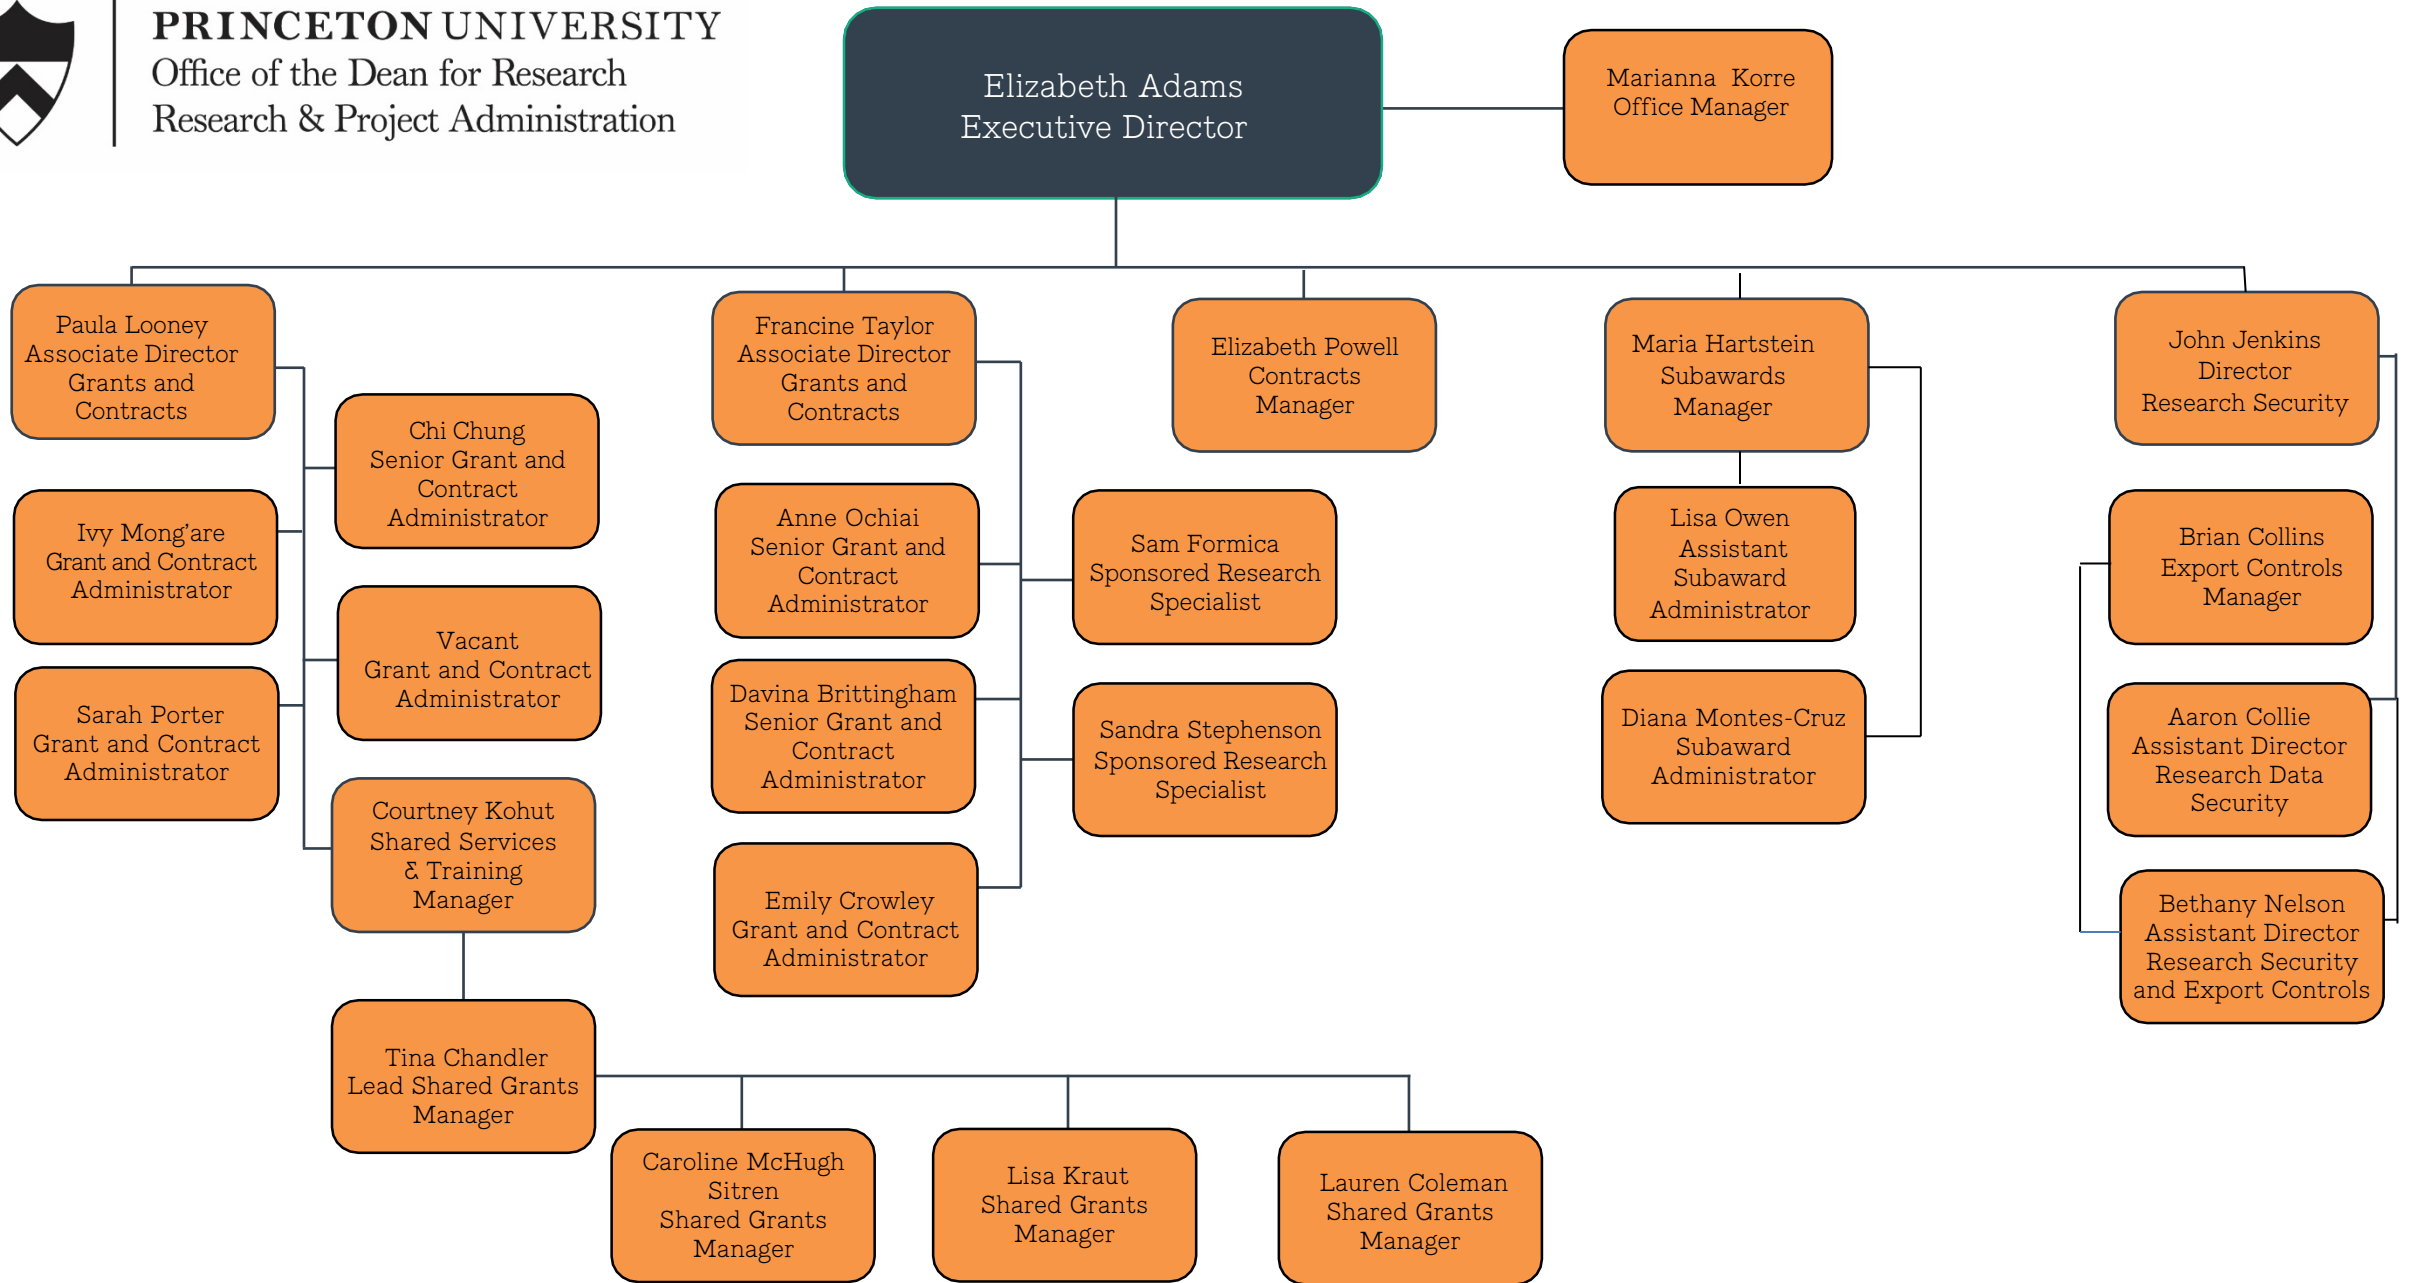 PRINCETON UNIVERSITY
Office of the Dean for Research
Research & Project Administration
Elizabeth Adams
Executive Director
Marianna Korre
Office Manager
Paula Looney
Associate Director
Grants and
Contracts
Chi Chung
Senior Grant and
Contract
Administrator
Ivy Mong’are
Grant and Contract
Administrator
Vacant
Grant and Contract
Administrator
Sarah Porter
Grant and Contract
Administrator
Courtney Kohut
Shared Services
& Training
Manager
Tina Chandler
Lead Shared Grants
Manager
Caroline McHugh
Sitren
Shared Grants
Manager
Lisa Kraut
Shared Grants
Manager
Lauren Coleman
Shared Grants
Manager
Francine Taylor
Associate Director
Grants and
Contracts
Anne Ochiai
Senior Grant and
Contract
Administrator
Sam Formica
Sponsored Research
Specialist
Davina Brittingham
Senior Grant and
Contract
Administrator
Sandra Stephenson
Sponsored Research
Specialist
Emily Crowley
Grant and Contract
Administrator
Elizabeth Powell
Contracts
Manager
Maria Hartstein
Subawards
Manager
Lisa Owen
Assistant
Subaward
Administrator
Diana Montes-Cruz
Subaward
Administrator
John Jenkins
Director
Research Security
Brian Collins
Export Controls
Manager
Aaron Collie
Assistant Director
Research Data
Security
Bethany Nelson
Assistant Director
Research Security
and Export Controls